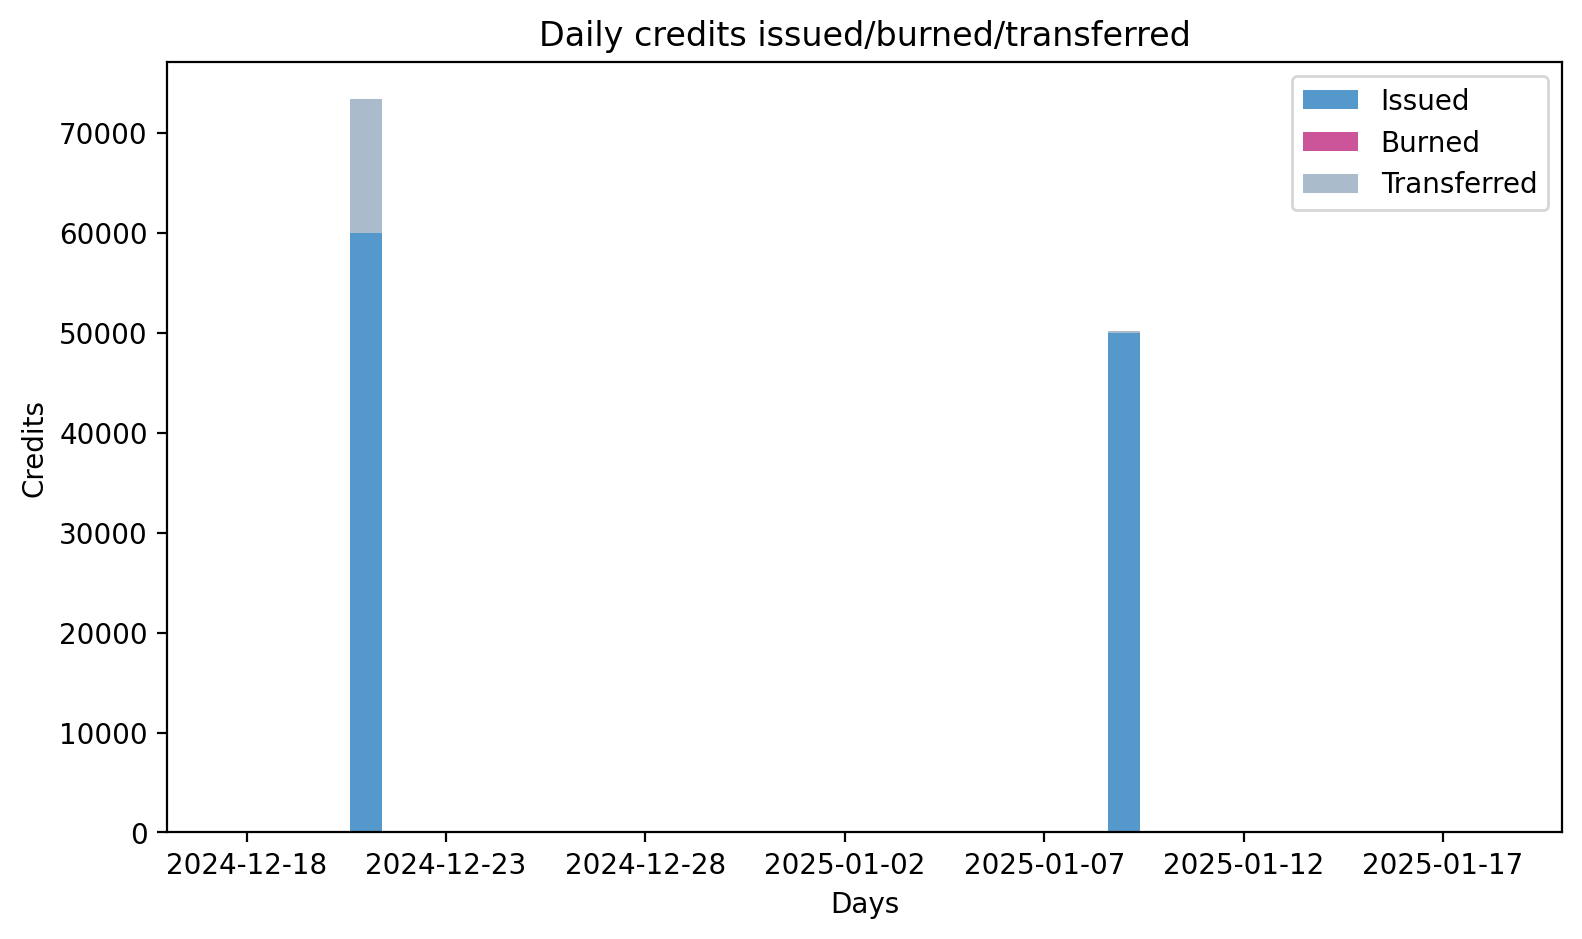 Daily credits issued/burned/transferred
Issued
Burned
Transferred
70000
60000
50000
40000
30000
20000
10000
0
Credits
2024-12-18 2024-12-23 2024-12-28 2025-01-02 2025-01-07 2025-01-12 2025-01-17
Days